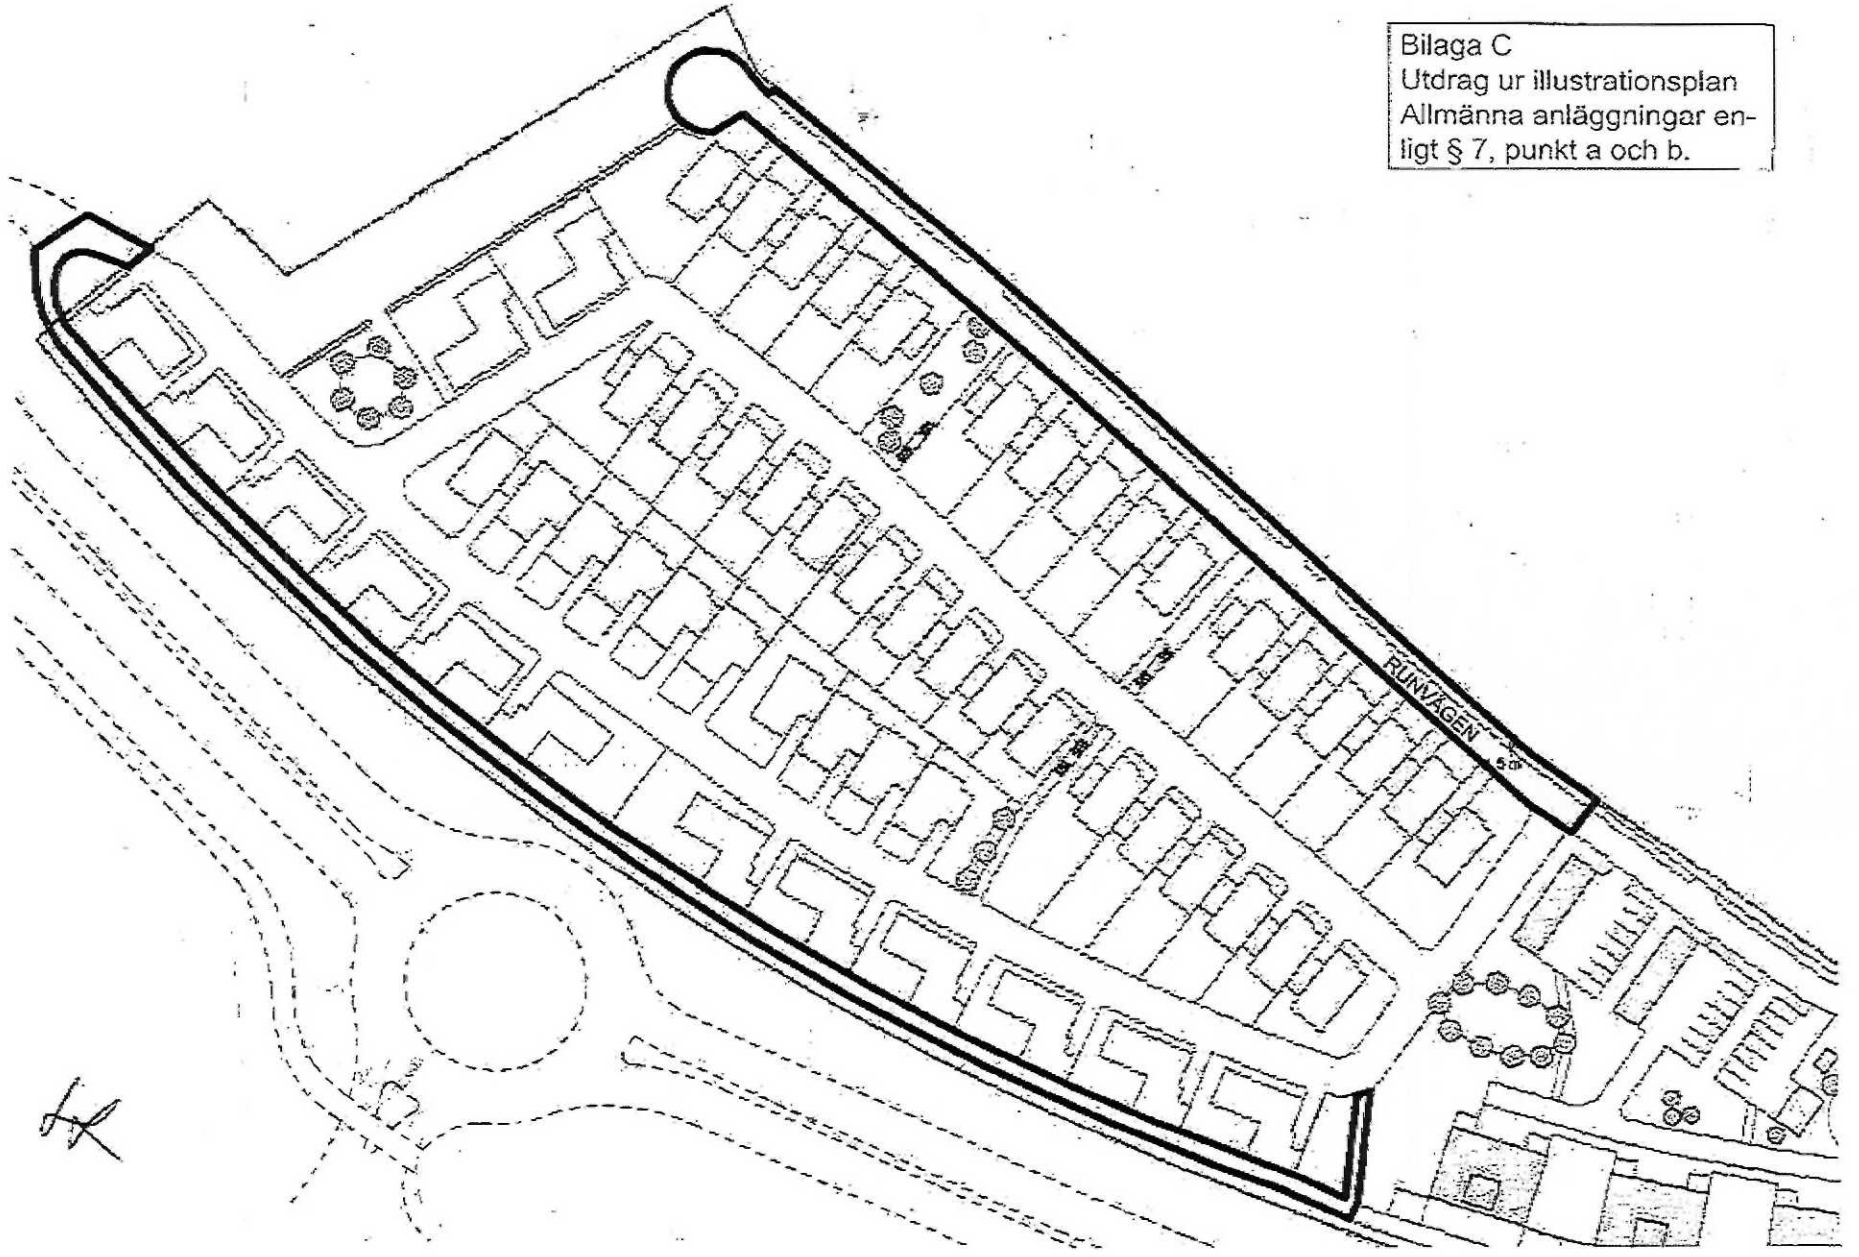 Bilaga C
Utdrag ur illustrationsplan
Allmänna anläggningar en-
ligt § 7, punkt a och b.
RUNVÄGEN